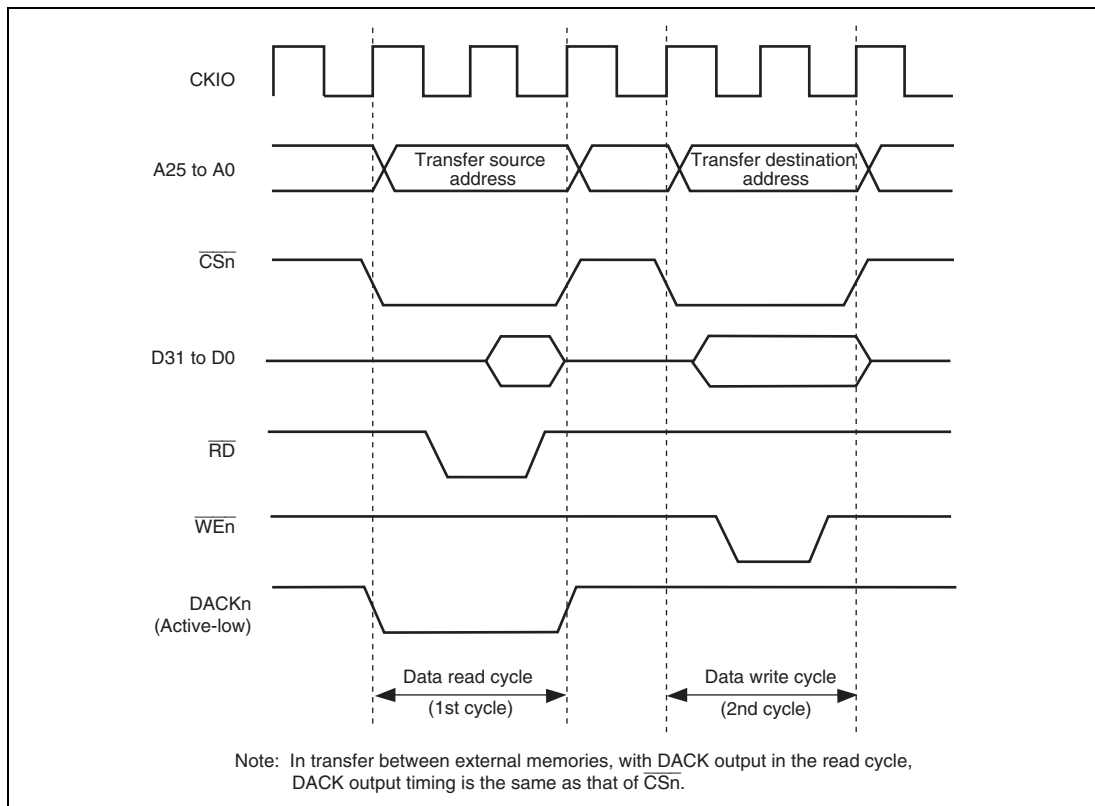 CKIO
A25 to A0
Transfer source
address
Transfer destination
address
CSn
D31 to D0
RD
WEn
DACKn
(Active-low)
Data read cycle
(1st cycle)
Data write cycle
(2nd cycle)
Note: In transfer between external memories, with DACK output in the read cycle,
DACK output timing is the same as that of CSn.